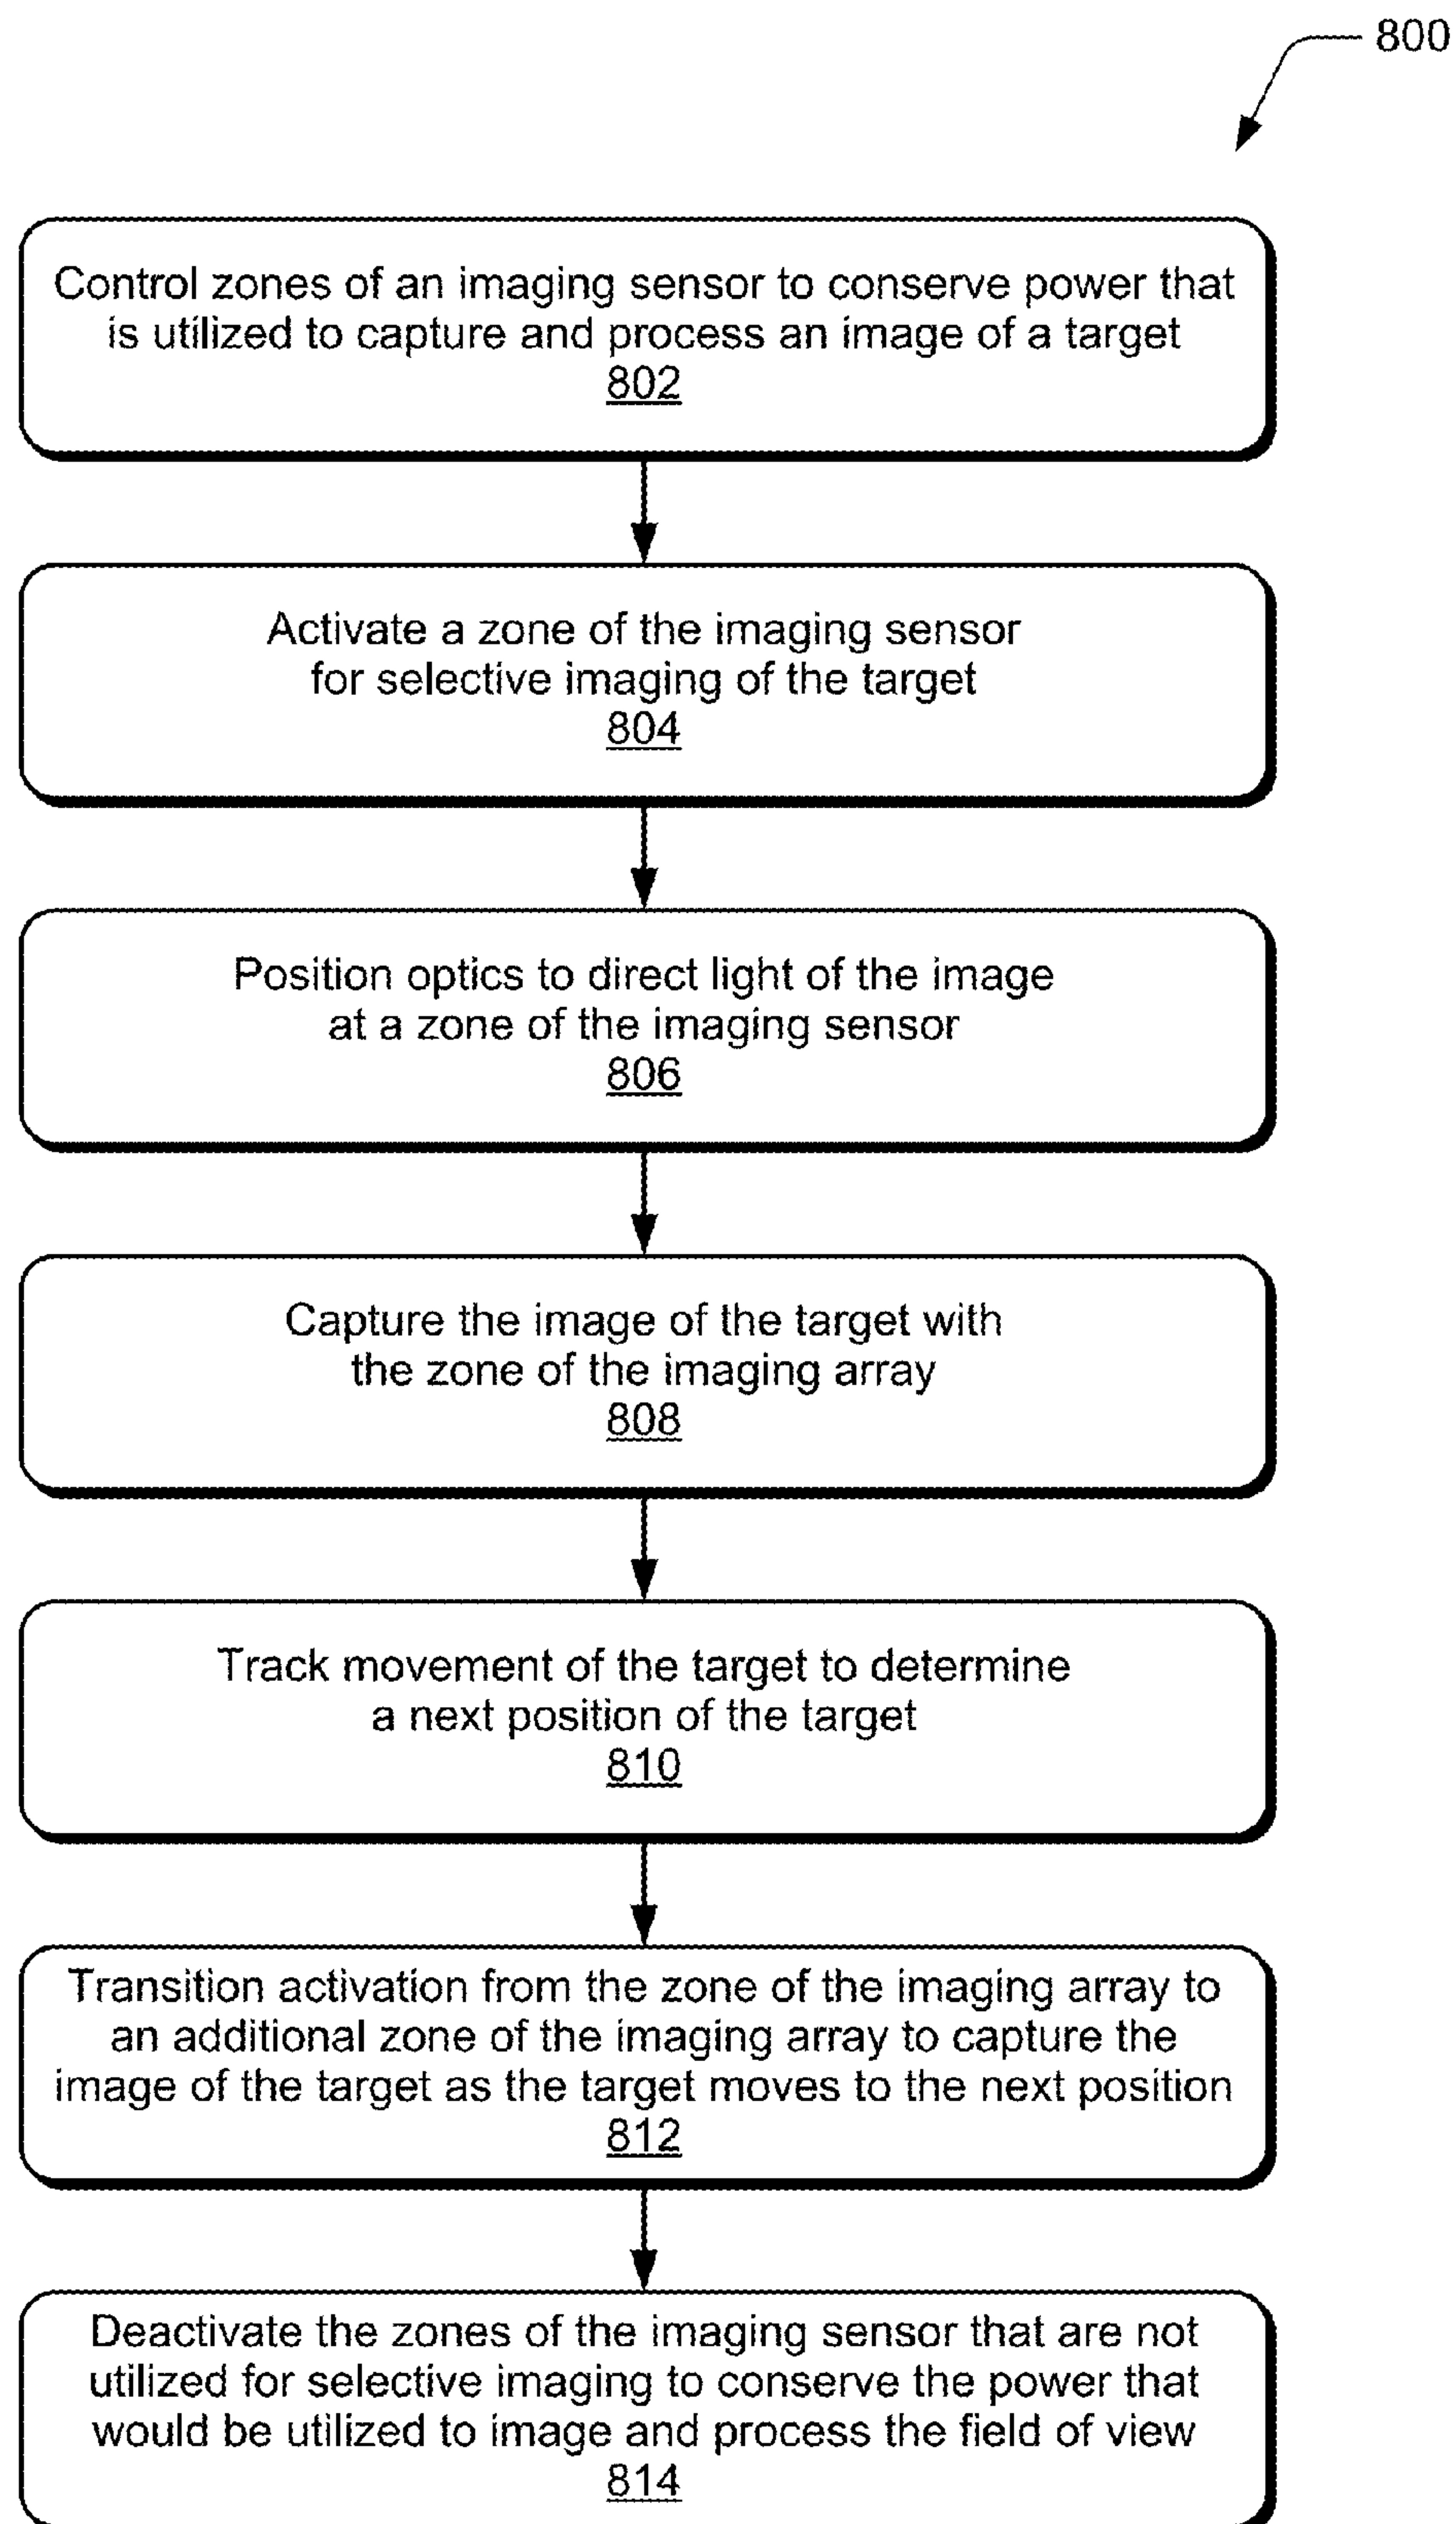 800
Control zones of an imaging sensor to conserve power that
is utilized to capture and process an image of a target
802
Activate a zone of the imaging sensor
for selective imaging of the target
804
Position optics to direct light of the image
at a zone of the imaging sensor
806
Capture the image of the target with
the zone of the imaging array
808
Track movement of the target to determine
a next position of the target
810
Transition activation from the zone of the imaging array to
an additional zone of the imaging array to capture the
image of the target as the target moves to the next position
812
Deactivate the zones of the imaging sensor that are not
utilized for selective imaging to conserve the power that
would be utilized to image and process the field of view
814